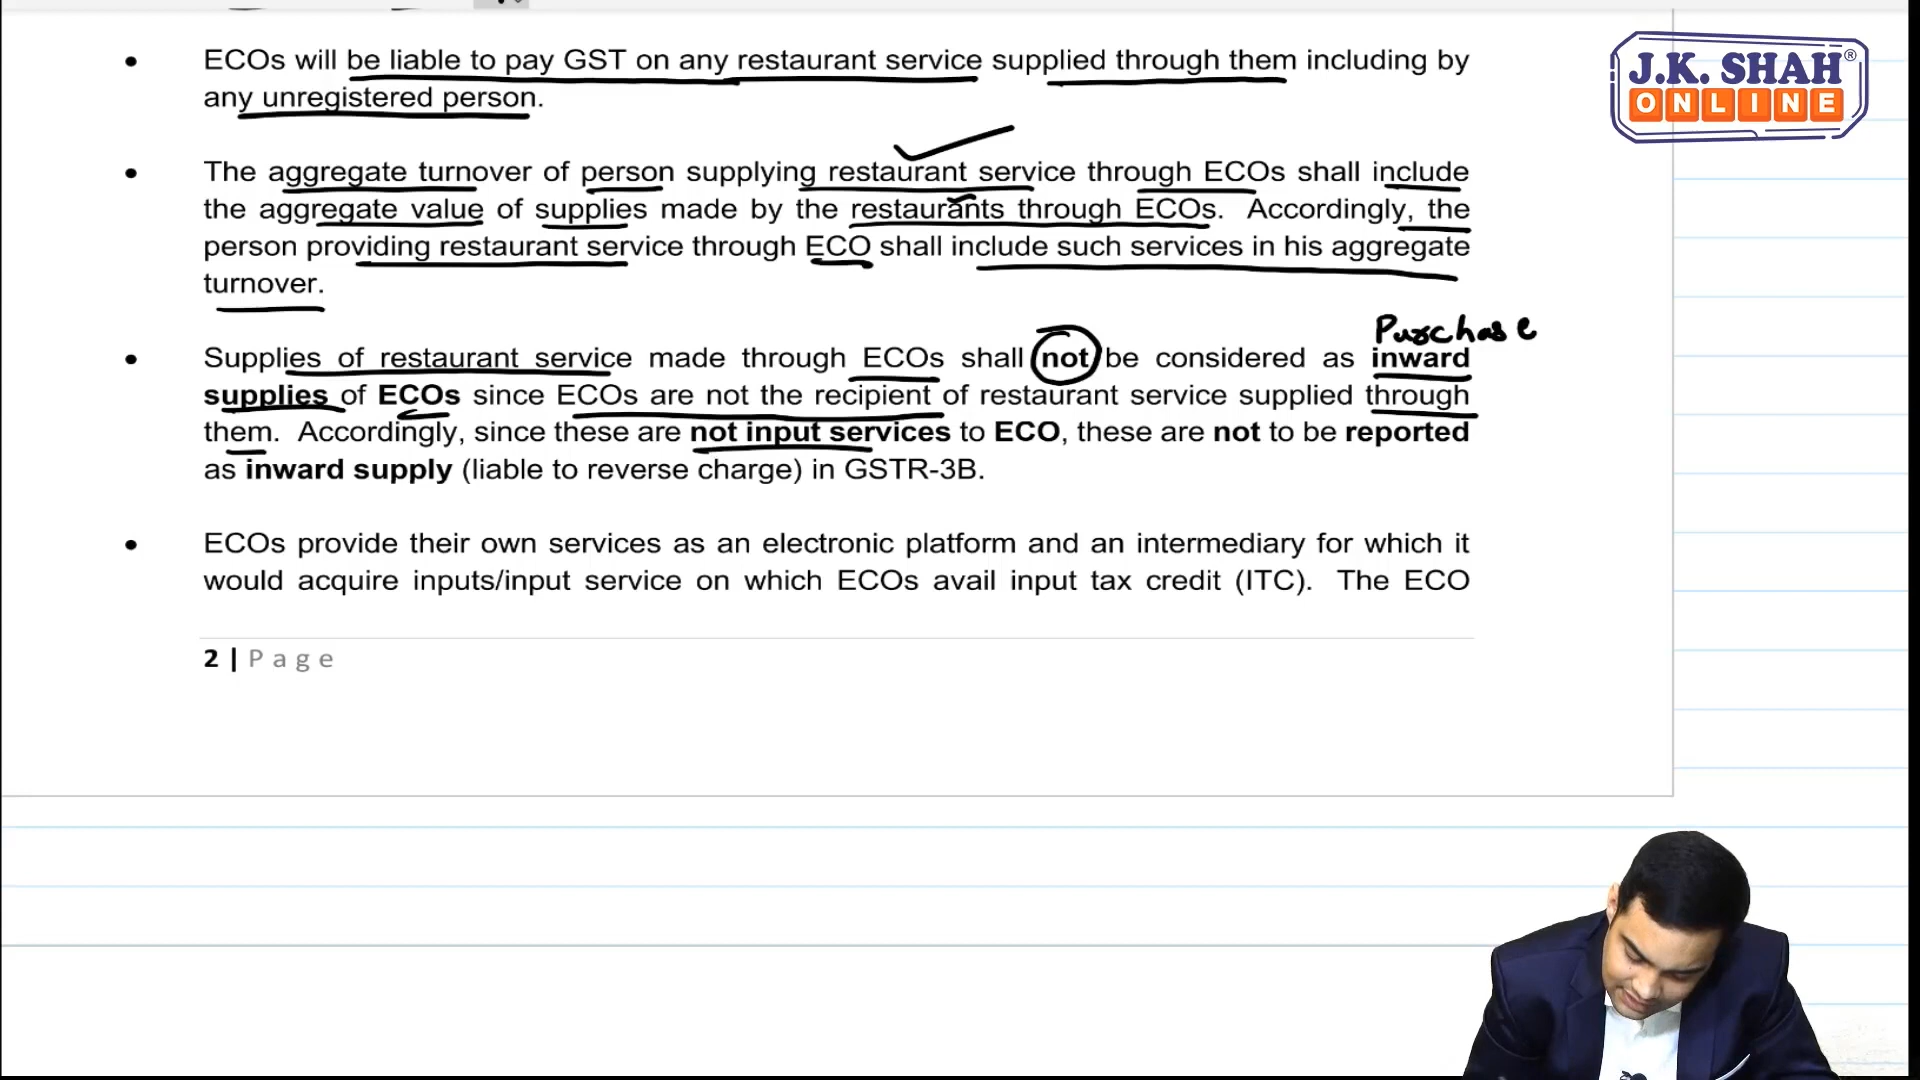 J.K. SHAH®
ONLINE
• ECOs will be liable to pay GST on any restaurant service supplied through them including by
any unregistered person.
• The aggregate turnover of person supplying restaurant service through ECOs shall include
the aggregate value of supplies made by the restaurants through ECOs. Accordingly, the
person providing restaurant service through ECO shall include such services in his aggregate
turnover.
Purchase
• Supplies of restaurant service made through ECOs shall not be considered as inward
supplies of ECOs since ECOs are not the recipient of restaurant service supplied through
them. Accordingly, since these are not input services to ECO, these are not to be reported
as inward supply (liable to reverse charge) in GSTR-3B.
• ECOs provide their own services as an electronic platform and an intermediary for which it
would acquire inputs/input service on which ECOs avail input tax credit (ITC). The ECO
2 | Page